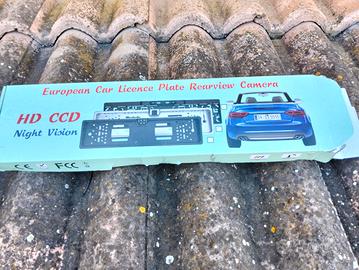 European Car Licence Plate Rearview Camera
HD CCD
Night Vision
CE FCC